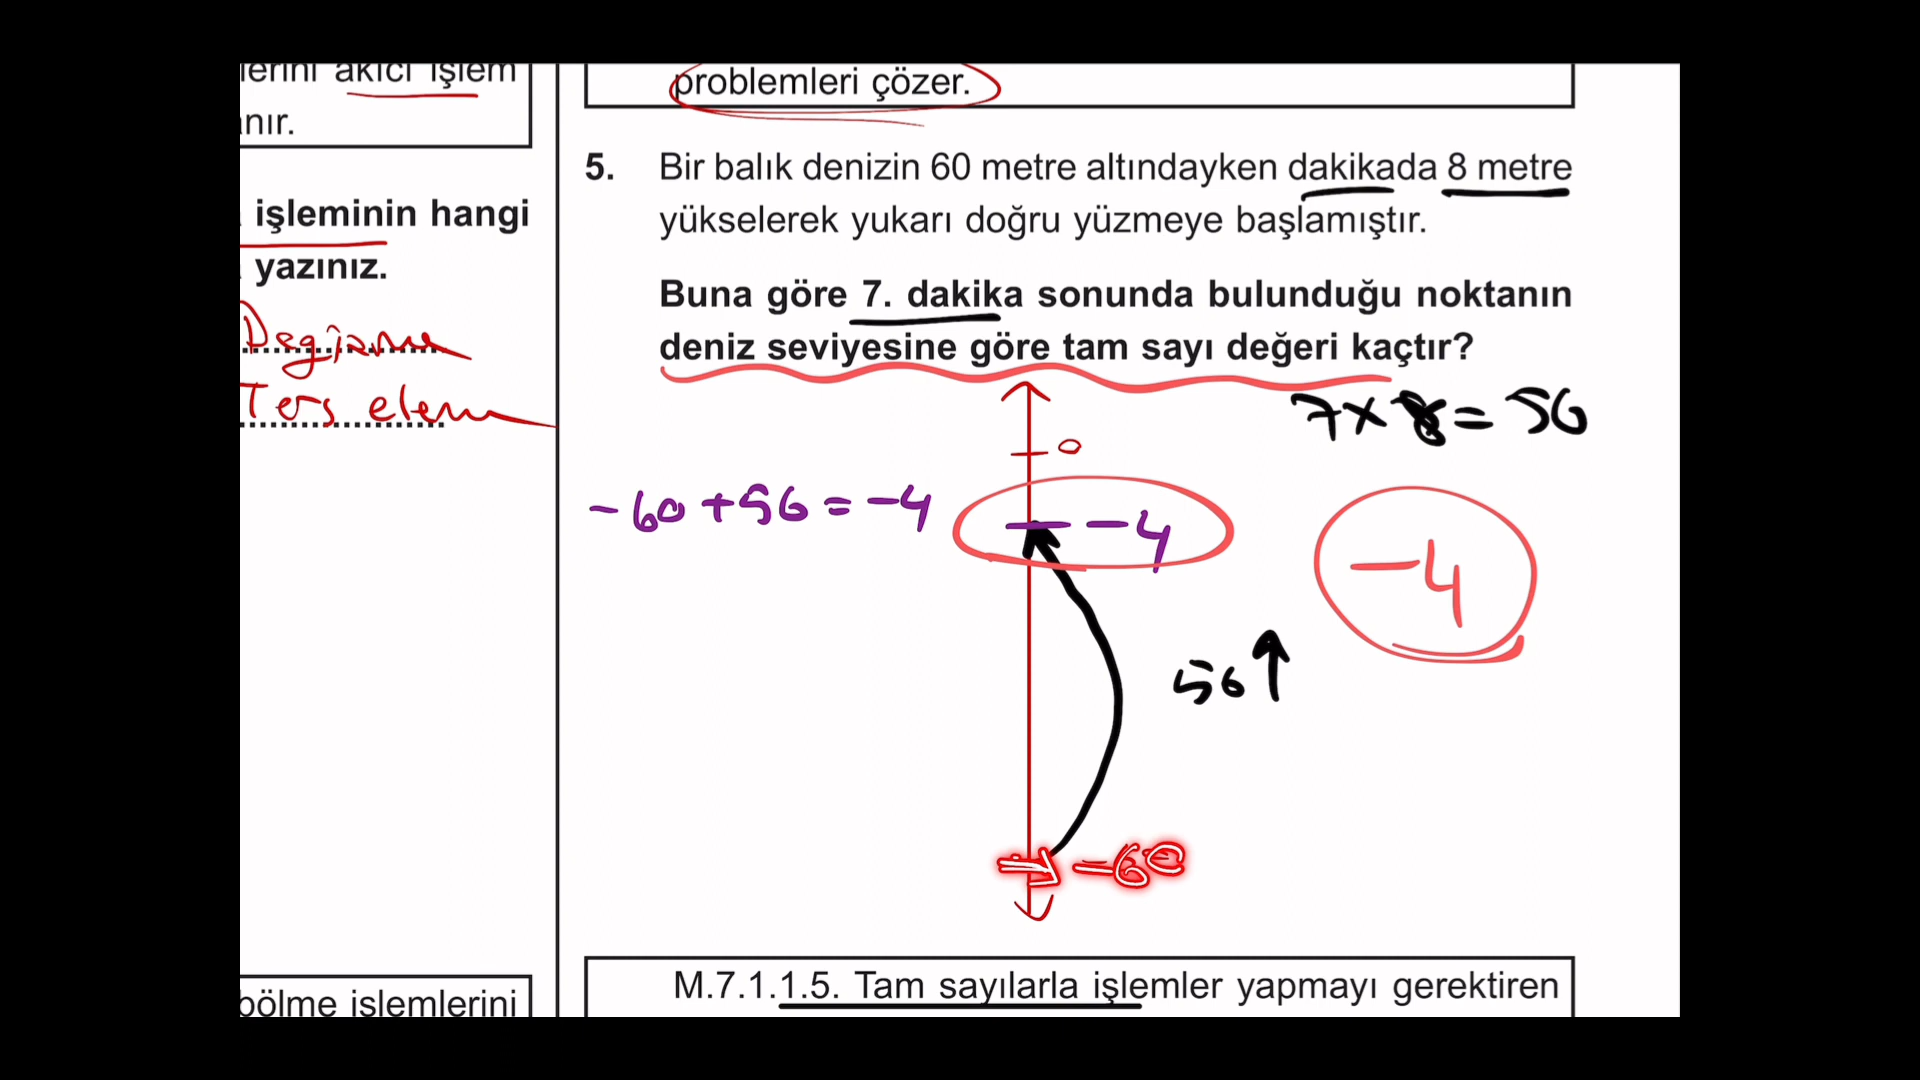 lerini akıcı işlem
nır.
işleminin hangi
yazınız.
Degişme
Ters elem
bölme işlemlerini
problemleri çözer.
5. Bir balık denizin 60 metre altındayken dakikada 8 metre
yükselerek yukarı doğru yüzmeye başlamıştır.
Buna göre 7. dakika sonunda bulunduğu noktanın
deniz seviyesine göre tam sayı değeri kaçtır?
7x8=56
0
-60+56=-4
-4
-4
56↑
-60
M.7.1.1.5. Tam sayılarla işlemler yapmayı gerektiren